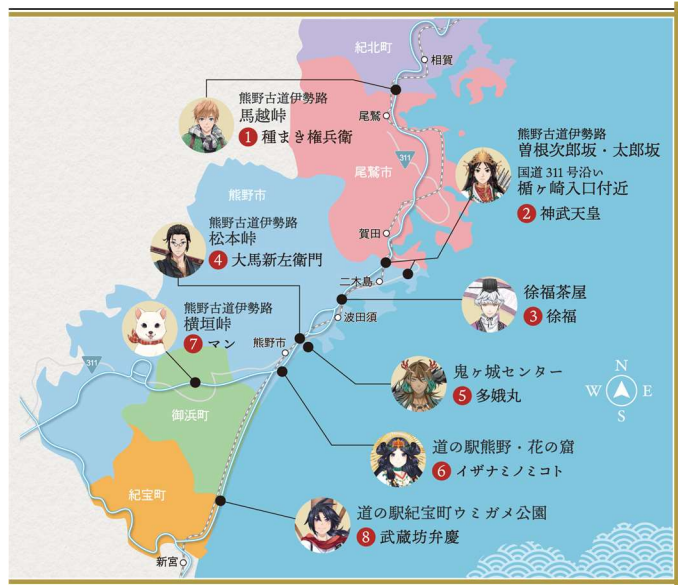 紀北町
相賀
熊野古道伊勢路
馬越峠
1 種まき権兵衛
尾鷲
311
尾鷲市
熊野古道伊勢路
曽根次郎坂・太郎坂
国道 311 号沿い
楯ヶ崎入口付近
2 神武天皇
熊野市
賀田
熊野古道伊勢路
松本峠
4 大馬新左衛門
二木島
徐福茶屋
3 徐福
波田須
熊野古道伊勢路
横垣峠
7 マン
熊野市
311
鬼ヶ城センター
5 多娥丸
N
W E
S
御浜町
道の駅熊野・花の窟
6 イザナミノミコト
紀宝町
道の駅紀宝町ウミガメ公園
8 武蔵坊弁慶
新宮